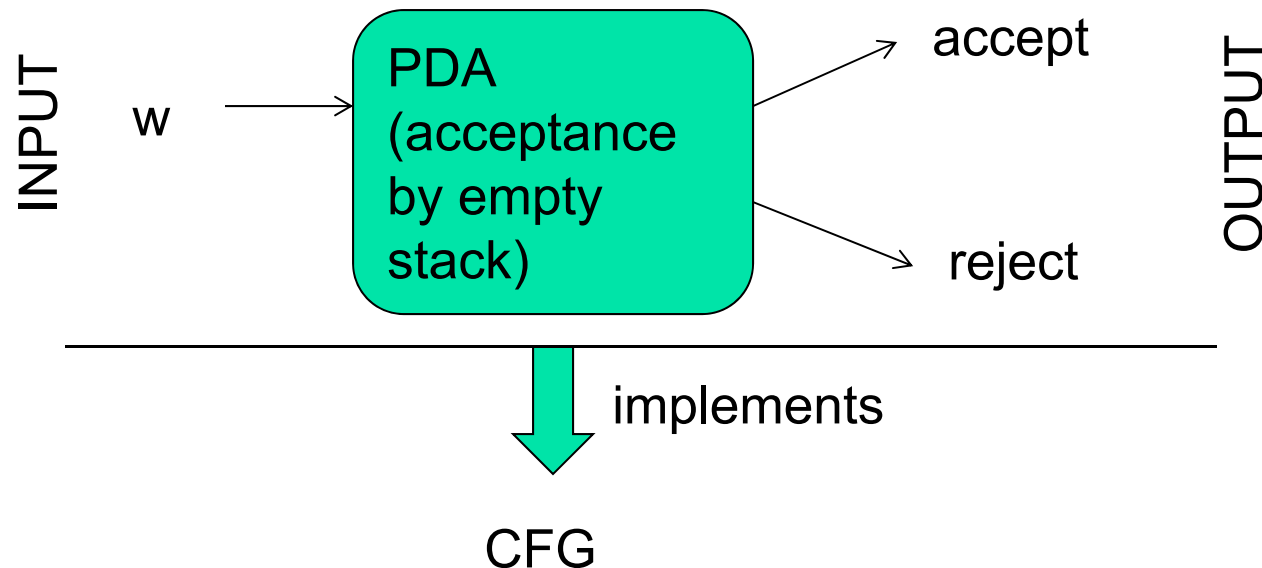 INPUT
w
PDA
(acceptance
by empty
stack)
accept
reject
OUTPUT
implements
CFG